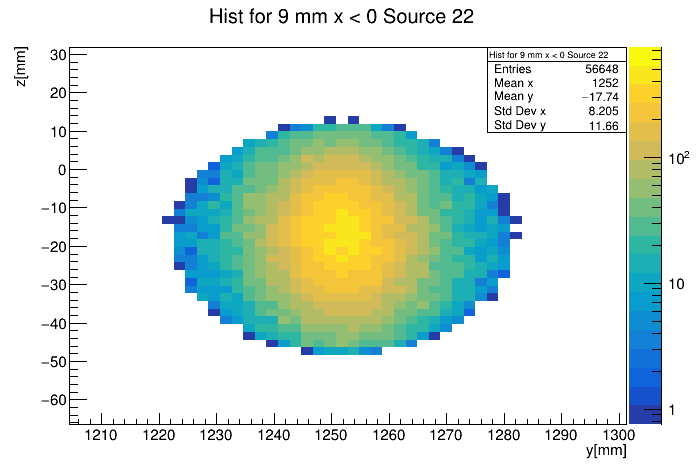 Hist for 9 mm x < 0 Source 22
z[mm]
Hist for 9 mm x < 0 Source 22
Entries 56648
Mean x 1252
Mean y −17.74
Std Dev x 8.205
Std Dev y 11.66
30
20
10
0
−10
−20
−30
−40
−50
−60
10²
10
1
1210 1220 1230 1240 1250 1260 1270 1280 1290 1300
y[mm]